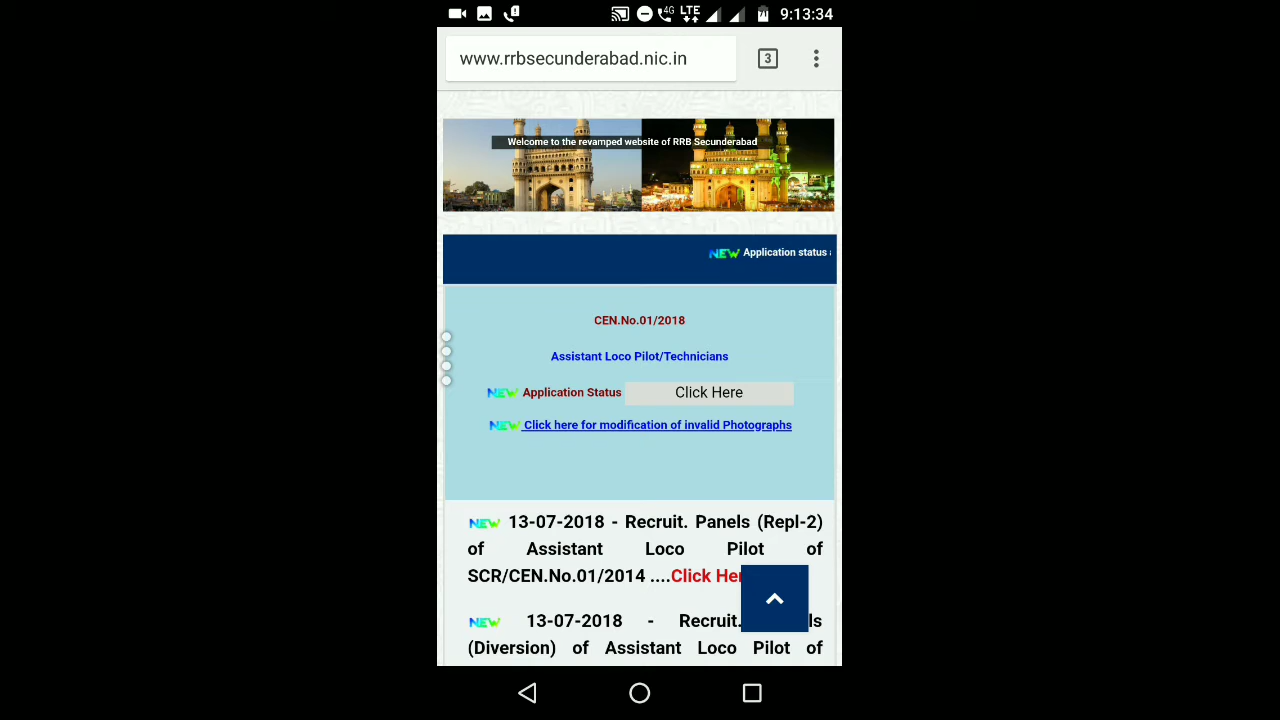 4G LTE 71 9:13:34
www.rrbsecunderabad.nic.in 3
Welcome to the revamped website of RRB Secunderabad
NEW Application status
CEN.No.01/2018
Assistant Loco Pilot/Technicians
NEW Application Status Click Here
NEW Click here for modification of invalid Photographs
NEW 13-07-2018 - Recruit. Panels (Repl-2)
of Assistant Loco Pilot of
SCR/CEN.No.01/2014 ....Click
NEW 13-07-2018 - Recruit.
(Diversion) of Assistant Loco Pilot of